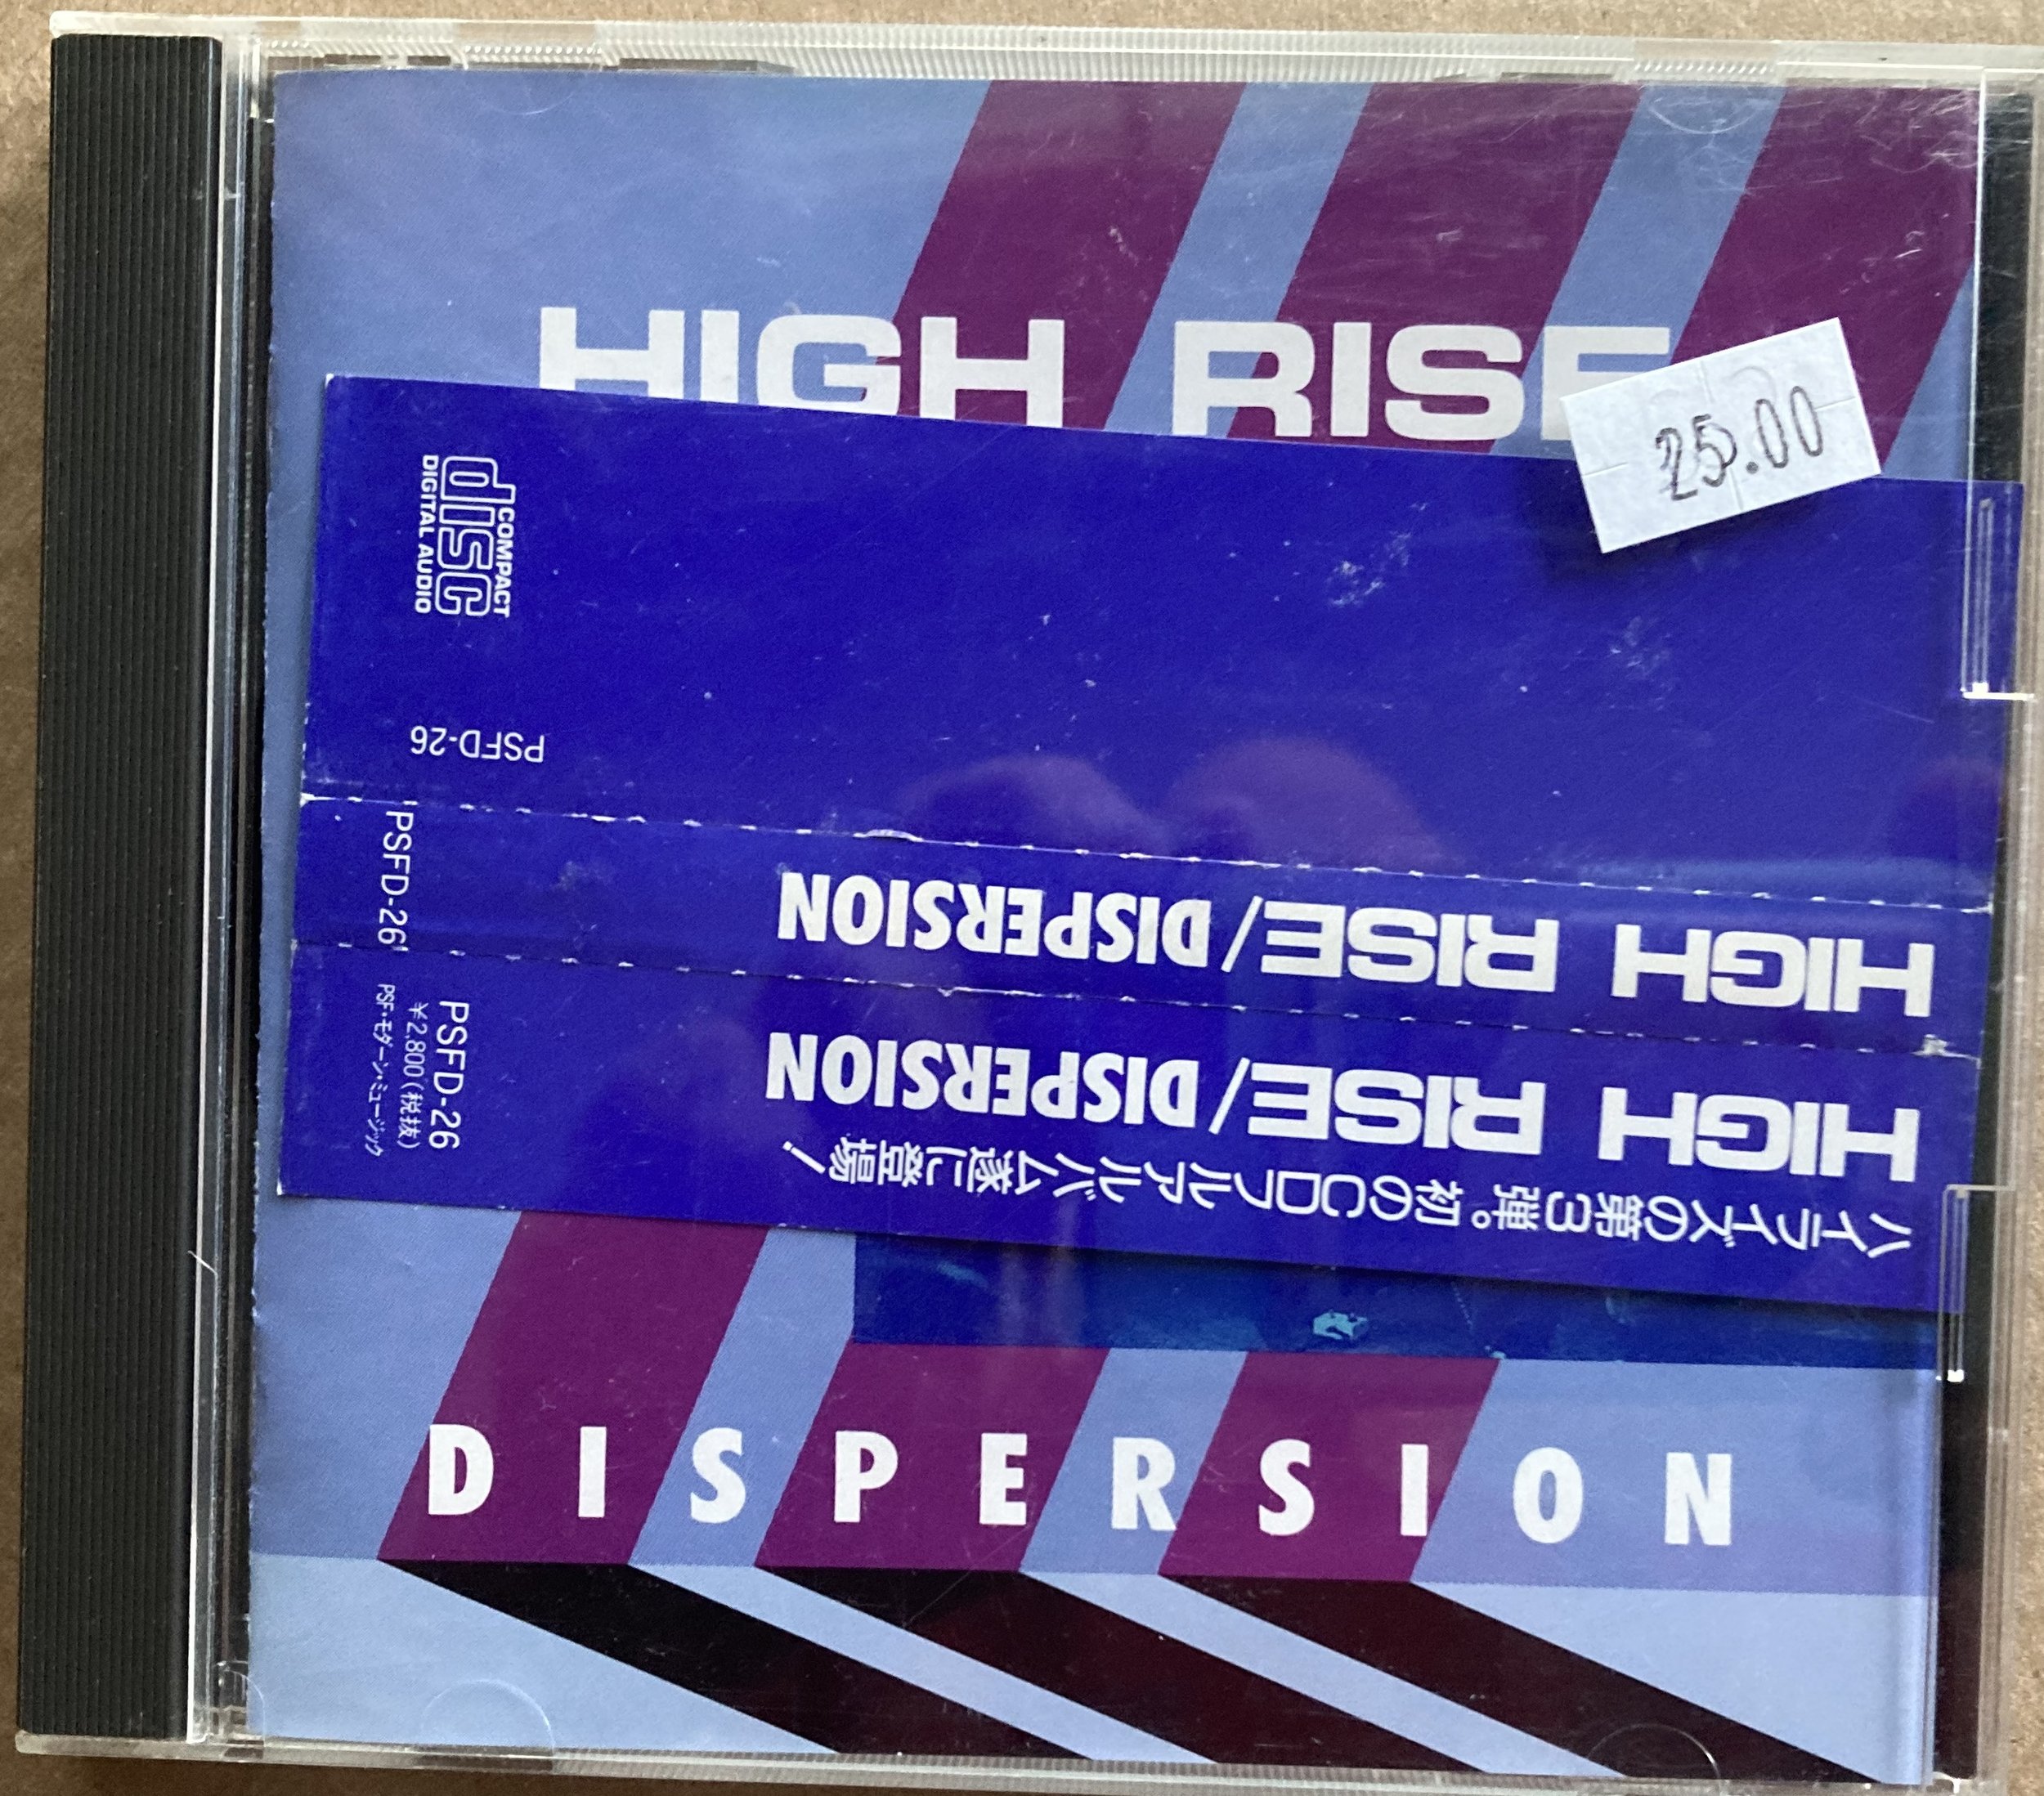 HIGH RISE
25.00
COMPACT
disc
DIGITAL AUDIO
PSFD-26
PSFD-26
HIGH RISE/DISPERSION
PSFD-26
¥2,800(税抜)
PSF・モダーン・ミュージック
HIGH RISE/DISPERSION
ハイライズの第3弾。初のCDフルアルバム遂に登場!
DISPERSION